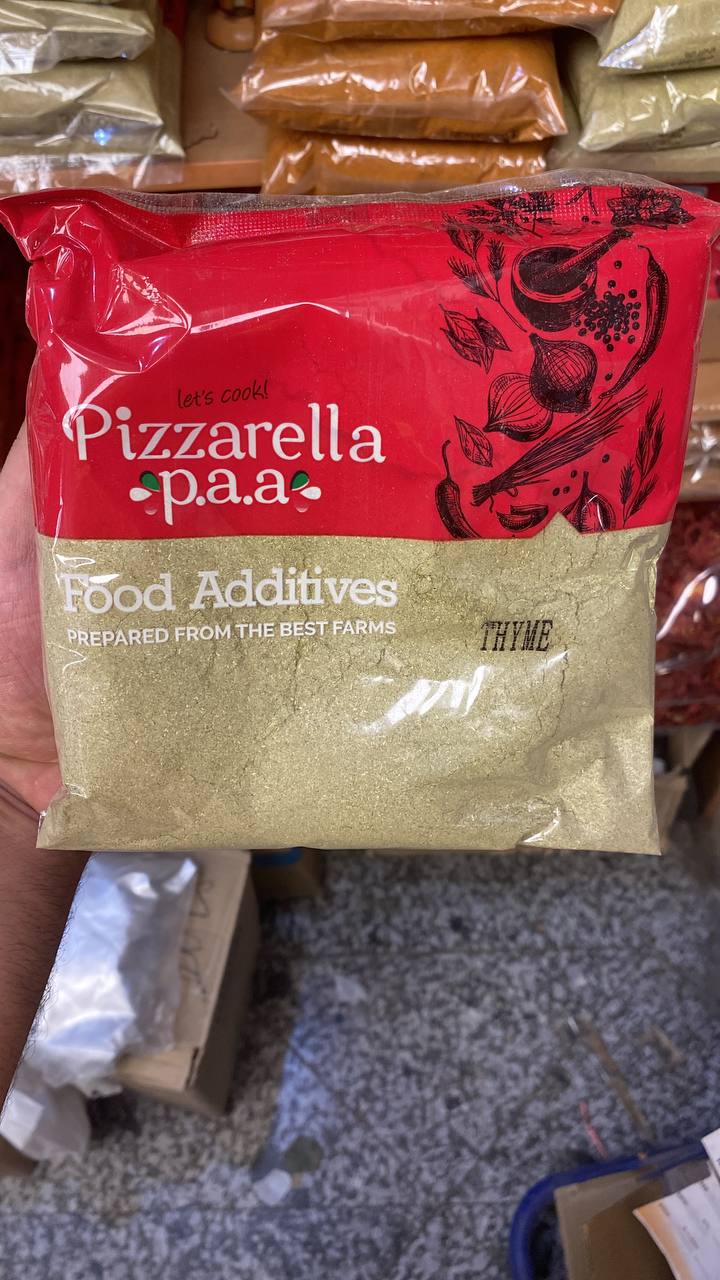 let's cook!
Pizzarella
p.a.a
Food Additives
PREPARED FROM THE BEST FARMS
THYME